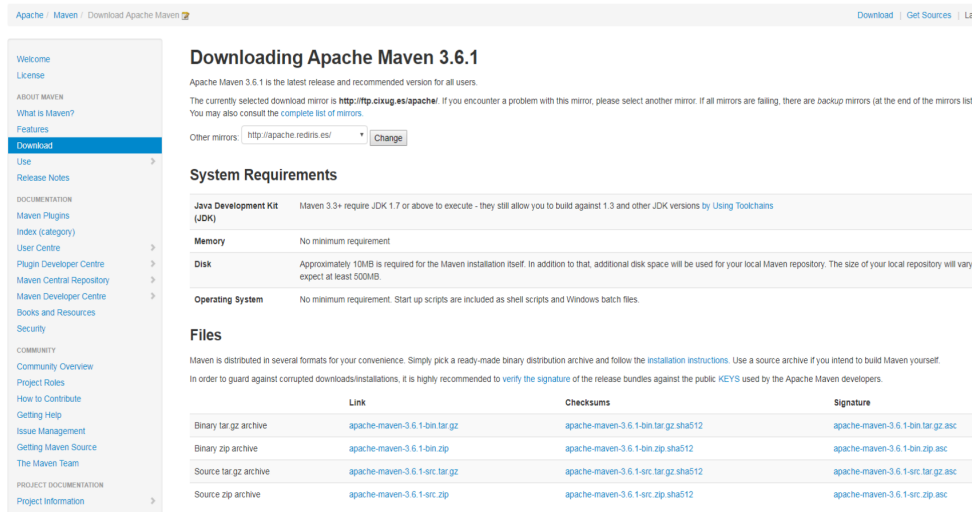 Apache / Maven / Download Apache Maven
Download | Get Sources | La
Welcome
License
ABOUT MAVEN
What is Maven?
Features
Download
Use
Release Notes
DOCUMENTATION
Maven Plugins
Index (category)
User Centre
Plugin Developer Centre
Maven Central Repository
Maven Developer Centre
Books and Resources
Security
COMMUNITY
Community Overview
Project Roles
How to Contribute
Getting Help
Issue Management
Getting Maven Source
The Maven Team
PROJECT DOCUMENTATION
Project Information
Downloading Apache Maven 3.6.1
Apache Maven 3.6.1 is the latest release and recommended version for all users.
The currently selected download mirror is http://ftp.cixug.es/apache/. If you encounter a problem with this mirror, please select another mirror. If all mirrors are failing, there are backup mirrors (at the end of the mirrors list
You may also consult the complete list of mirrors.
Other mirrors: http://apache.rediris.es/ Change
System Requirements
Java Development Kit Maven 3.3+ require JDK 1.7 or above to execute - they still allow you to build against 1.3 and other JDK versions by Using Toolchains
(JDK)
Memory No minimum requirement
Disk Approximately 10MB is required for the Maven installation itself. In addition to that, additional disk space will be used for your local Maven repository. The size of your local repository will vary
expect at least 500MB.
Operating System No minimum requirement. Start up scripts are included as shell scripts and Windows batch files.
Files
Maven is distributed in several formats for your convenience. Simply pick a ready-made binary distribution archive and follow the installation instructions. Use a source archive if you intend to build Maven yourself.
In order to guard against corrupted downloads/installations, it is highly recommended to verify the signature of the release bundles against the public KEYS used by the Apache Maven developers.
Link Checksums Signature
Binary tar.gz archive apache-maven-3.6.1-bin.tar.gz apache-maven-3.6.1-bin.tar.gz.sha512 apache-maven-3.6.1-bin.tar.gz.asc
Binary zip archive apache-maven-3.6.1-bin.zip apache-maven-3.6.1-bin.zip.sha512 apache-maven-3.6.1-bin.zip.asc
Source tar.gz archive apache-maven-3.6.1-src.tar.gz apache-maven-3.6.1-src.tar.gz.sha512 apache-maven-3.6.1-src.tar.gz.asc
Source zip archive apache-maven-3.6.1-src.zip apache-maven-3.6.1-src.zip.sha512 apache-maven-3.6.1-src.zip.asc